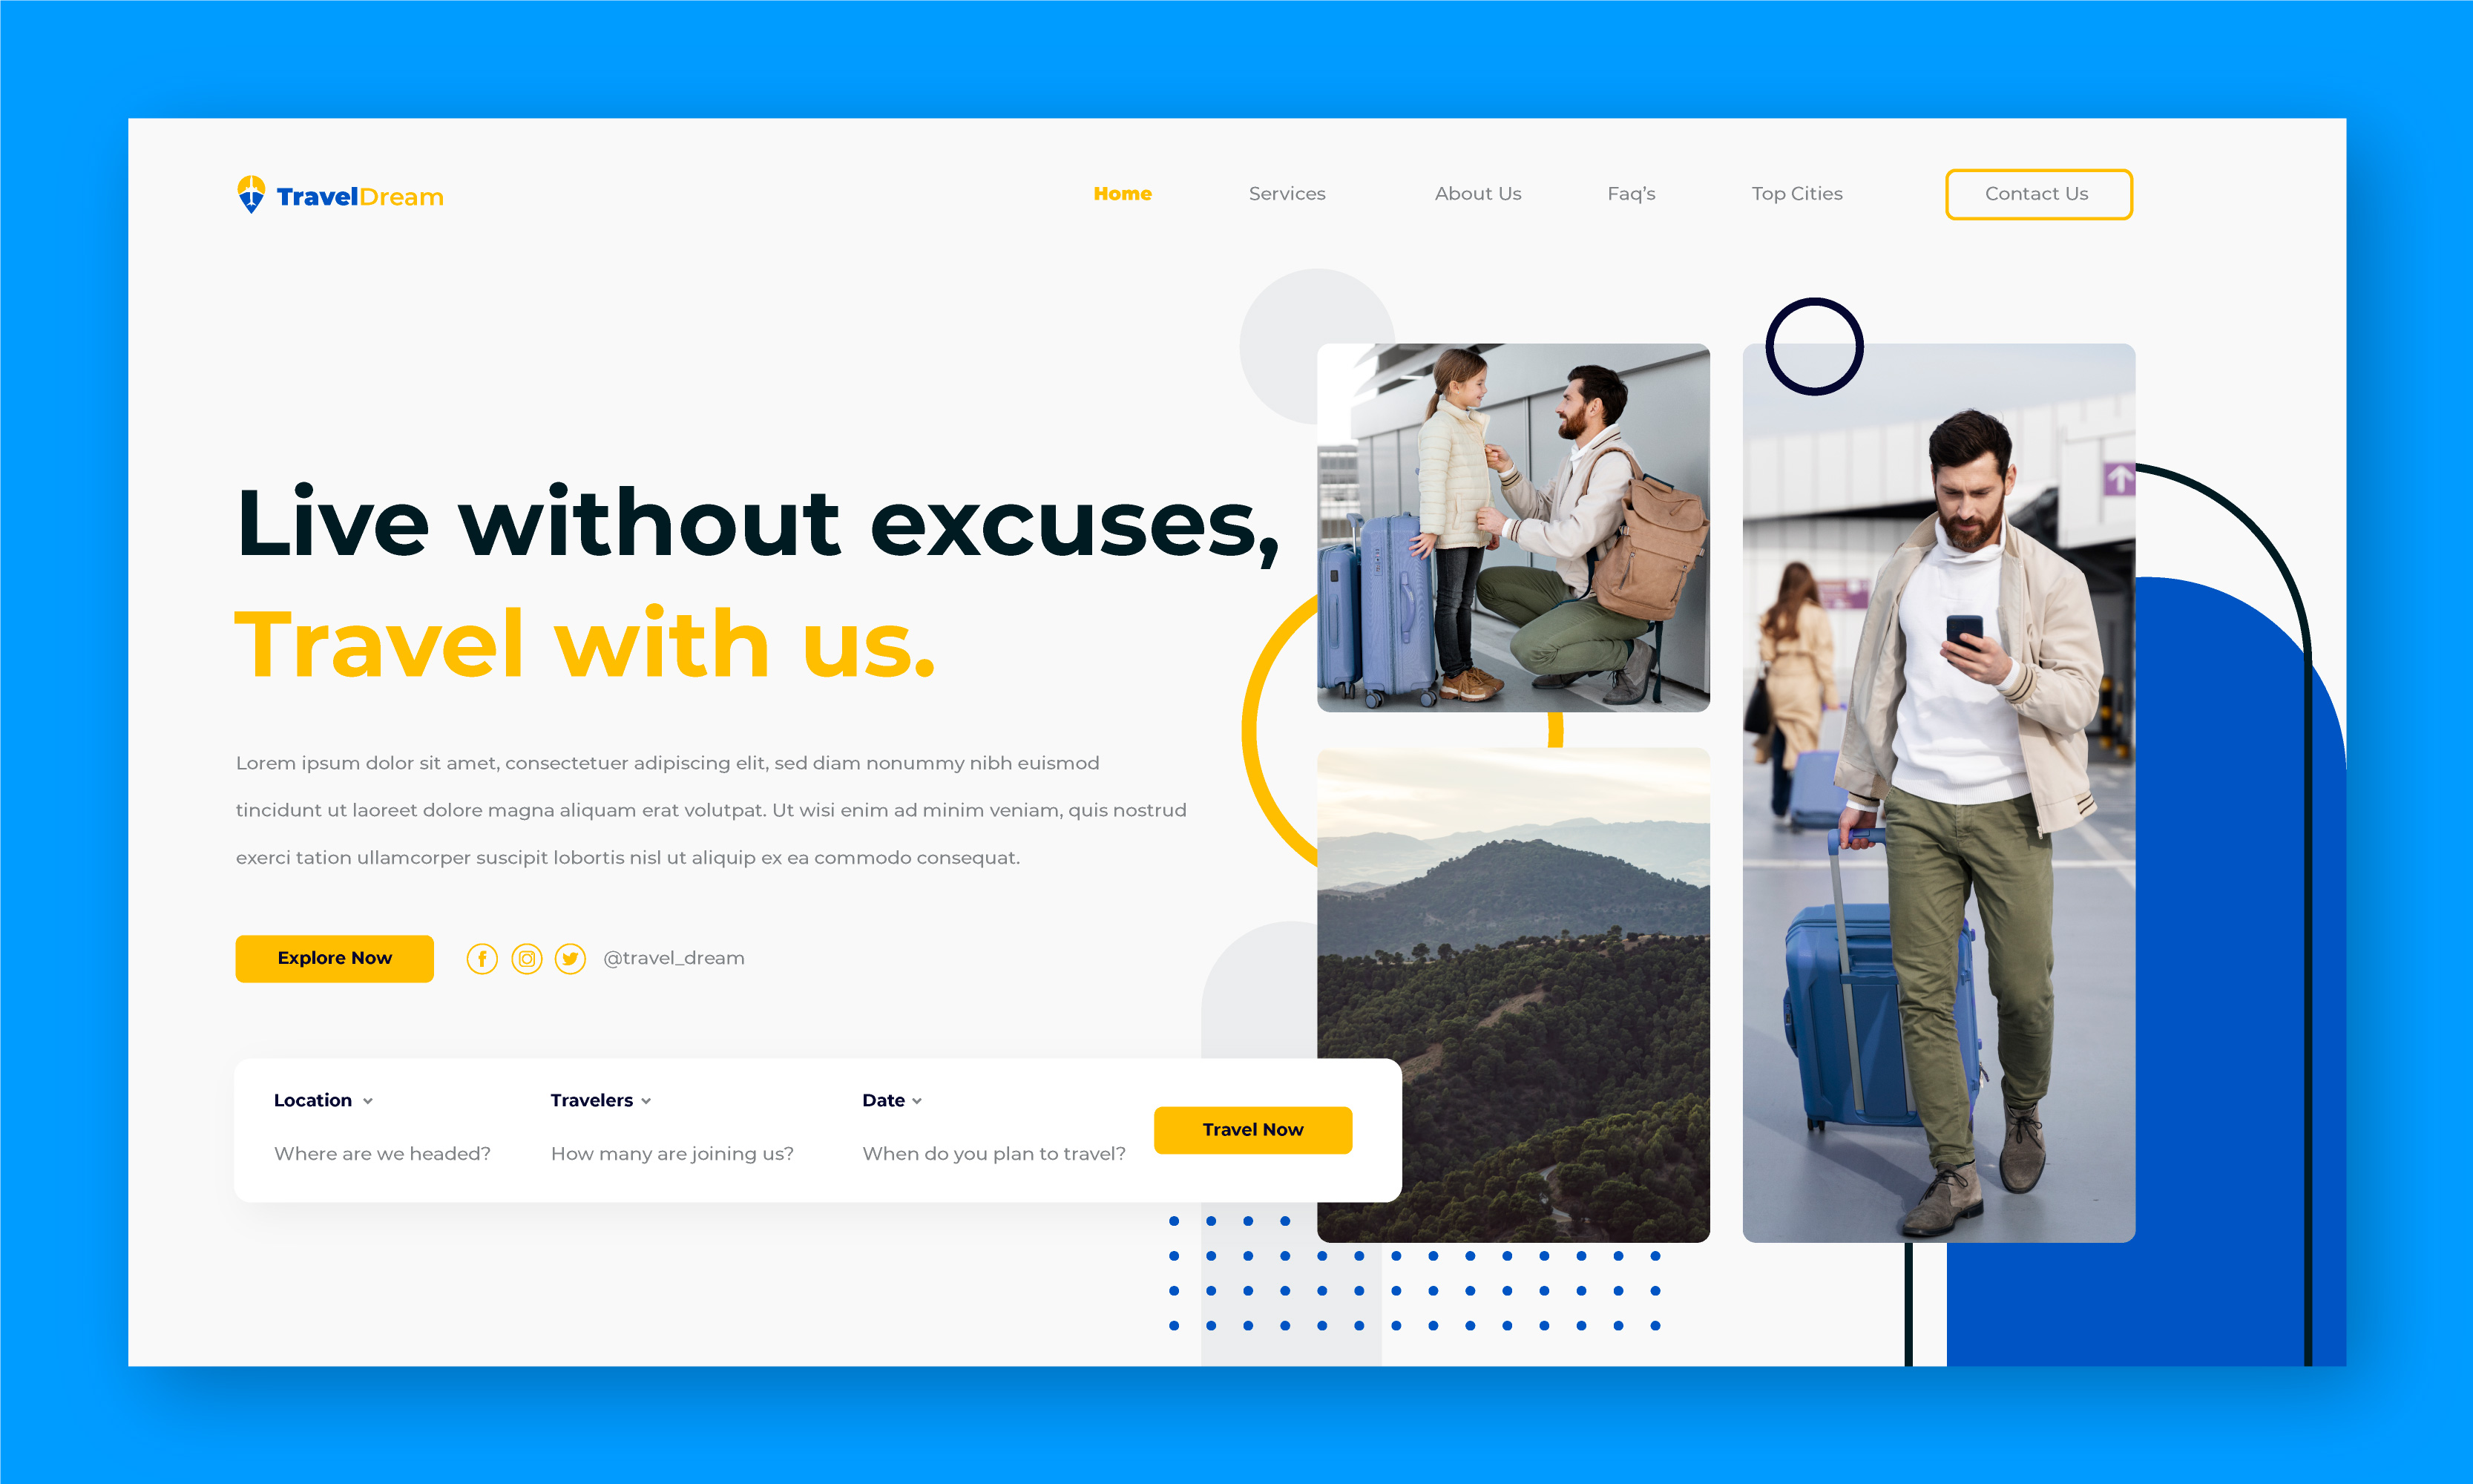 TravelDream
Home Services About Us Faq’s Top Cities Contact Us
Live without excuses,
Travel with us.
Lorem ipsum dolor sit amet, consectetuer adipiscing elit, sed diam nonummy nibh euismod
tincidunt ut laoreet dolore magna aliquam erat volutpat. Ut wisi enim ad minim veniam, quis nostrud
exerci tation ullamcorper suscipit lobortis nisl ut aliquip ex ea commodo consequat.
Explore Now @travel_dream
Location Travelers Date
Where are we headed? How many are joining us? When do you plan to travel?
Travel Now